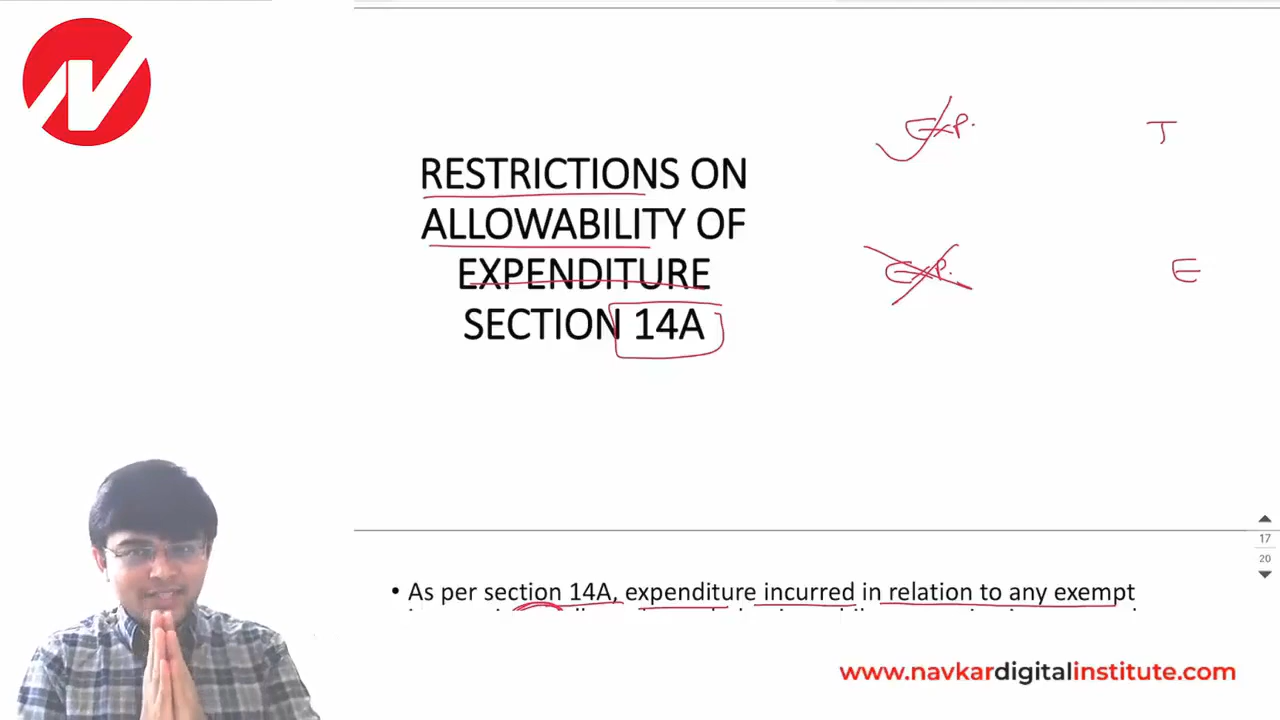 RESTRICTIONS ON
ALLOWABILITY OF
EXPENDITURE
SECTION 14A
Exp.
T
Exp.
E
17
20
• As per section 14A, expenditure incurred in relation to any exempt
www.navkardigitalinstitute.com